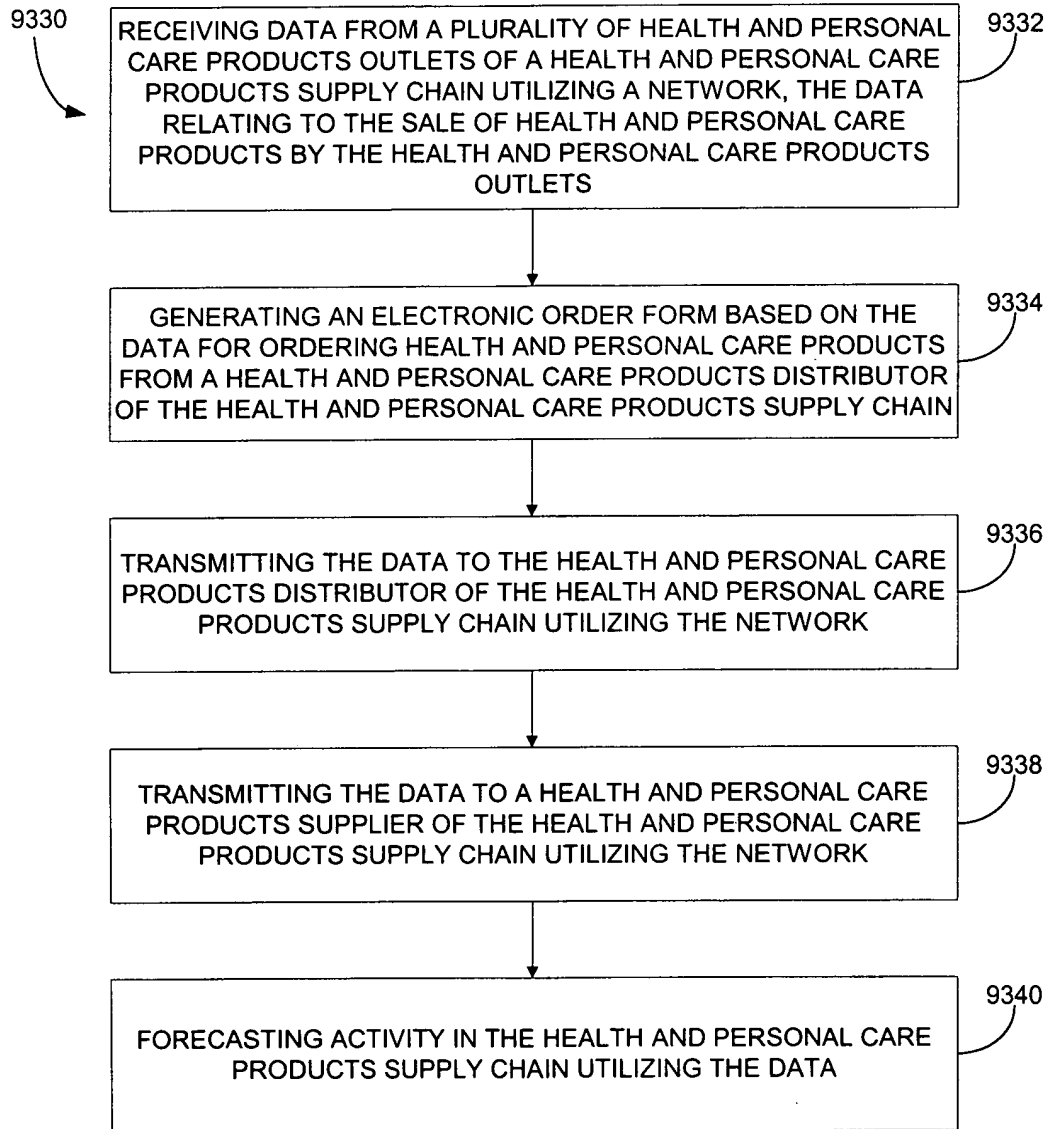 9330
RECEIVING DATA FROM A PLURALITY OF HEALTH AND PERSONAL
CARE PRODUCTS OUTLETS OF A HEALTH AND PERSONAL CARE
PRODUCTS SUPPLY CHAIN UTILIZING A NETWORK, THE DATA
RELATING TO THE SALE OF HEALTH AND PERSONAL CARE
PRODUCTS BY THE HEALTH AND PERSONAL CARE PRODUCTS
OUTLETS
9332
GENERATING AN ELECTRONIC ORDER FORM BASED ON THE
DATA FOR ORDERING HEALTH AND PERSONAL CARE PRODUCTS
FROM A HEALTH AND PERSONAL CARE PRODUCTS DISTRIBUTOR
OF THE HEALTH AND PERSONAL CARE PRODUCTS SUPPLY CHAIN
9334
TRANSMITTING THE DATA TO THE HEALTH AND PERSONAL CARE
PRODUCTS DISTRIBUTOR OF THE HEALTH AND PERSONAL CARE
PRODUCTS SUPPLY CHAIN UTILIZING THE NETWORK
9336
TRANSMITTING THE DATA TO A HEALTH AND PERSONAL CARE
PRODUCTS SUPPLIER OF THE HEALTH AND PERSONAL CARE
PRODUCTS SUPPLY CHAIN UTILIZING THE NETWORK
9338
FORECASTING ACTIVITY IN THE HEALTH AND PERSONAL CARE
PRODUCTS SUPPLY CHAIN UTILIZING THE DATA
9340